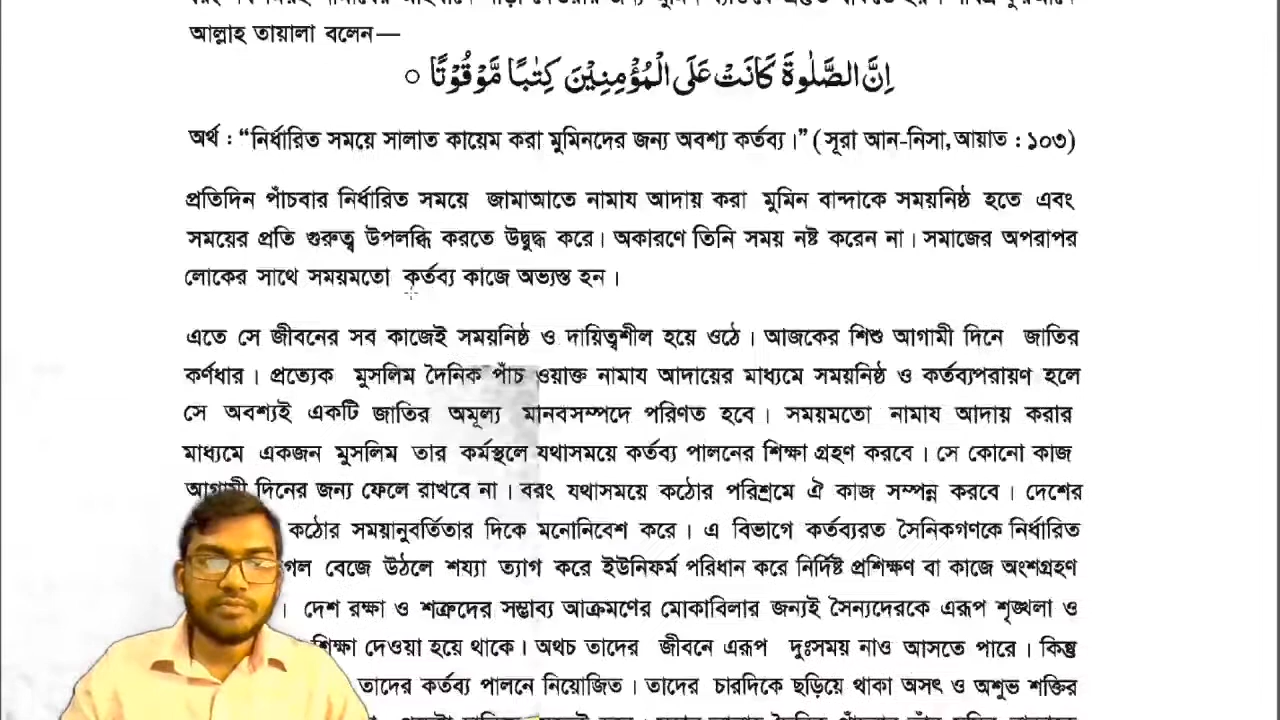 আল্লাহ তায়ালা বলেন—
اِنَّ الصَّلٰوةَ كَانَتْ عَلَى الْمُؤْمِنِيْنَ كِتٰبًا مَّوْقُوْتًا ○
অর্থ : “নির্ধারিত সময়ে সালাত কায়েম করা মুমিনদের জন্য অবশ্য কর্তব্য।” (সূরা আন-নিসা, আয়াত : ১০৩)
প্রতিদিন পাঁচবার নির্ধারিত সময়ে জামাআতে নামায আদায় করা মুমিন বান্দাকে সময়নিষ্ঠ হতে এবং
সময়ের প্রতি গুরুত্ব উপলব্ধি করতে উদ্বুদ্ধ করে। অকারণে তিনি সময় নষ্ট করেন না। সমাজের অপরাপর
লোকের সাথে সময়মতো কর্তব্য কাজে অভ্যস্ত হন।
এতে সে জীবনের সব কাজেই সময়নিষ্ঠ ও দায়িত্বশীল হয়ে ওঠে। আজকের শিশু আগামী দিনে জাতির
কর্ণধার। প্রত্যেক মুসলিম দৈনিক পাঁচ ওয়াক্ত নামায আদায়ের মাধ্যমে সময়নিষ্ঠ ও কর্তব্যপরায়ণ হলে
সে অবশ্যই একটি জাতির অমূল্য মানবসম্পদে পরিণত হবে। সময়মতো নামায আদায় করার
মাধ্যমে একজন মুসলিম তার কর্মস্থলে যথাসময়ে কর্তব্য পালনের শিক্ষা গ্রহণ করবে। সে কোনো কাজ
আগামী দিনের জন্য ফেলে রাখবে না। বরং যথাসময়ে কঠোর পরিশ্রমে ঐ কাজ সম্পন্ন করবে। দেশের
কঠোর সময়ানুবর্তিতার দিকে মনোনিবেশ করে। এ বিভাগে কর্তব্যরত সৈনিকগণকে নির্ধারিত
বেজে উঠলে শয্যা ত্যাগ করে ইউনিফর্ম পরিধান করে নির্দিষ্ট প্রশিক্ষণ বা কাজে অংশগ্রহণ
। দেশ রক্ষা ও শত্রুদের সম্ভাব্য আক্রমণের মোকাবিলার জন্যই সৈন্যদেরকে এরূপ শৃঙ্খলা ও
শিক্ষা দেওয়া হয়ে থাকে। অথচ তাদের জীবনে এরূপ দুঃসময় নাও আসতে পারে। কিন্তু
তাদের কর্তব্য পালনে নিয়োজিত। তাদের চারদিকে ছড়িয়ে থাকা অসৎ ও অশুভ শক্তির